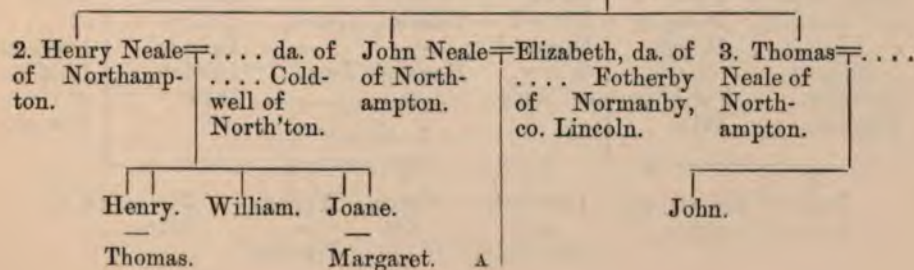 2. Henry Neale=. . . . da. of
of Northamp-
ton.
. . . . Cold-
well of
North'ton.
John Neale=Elizabeth, da. of
of North-
ampton.
. . . . Fotherby
of Normanby,
co. Lincoln.
3. Thomas=. . . .
Neale of
North-
ampton.
Henry. William. Joane.
—
Thomas. Margaret.
John.
A